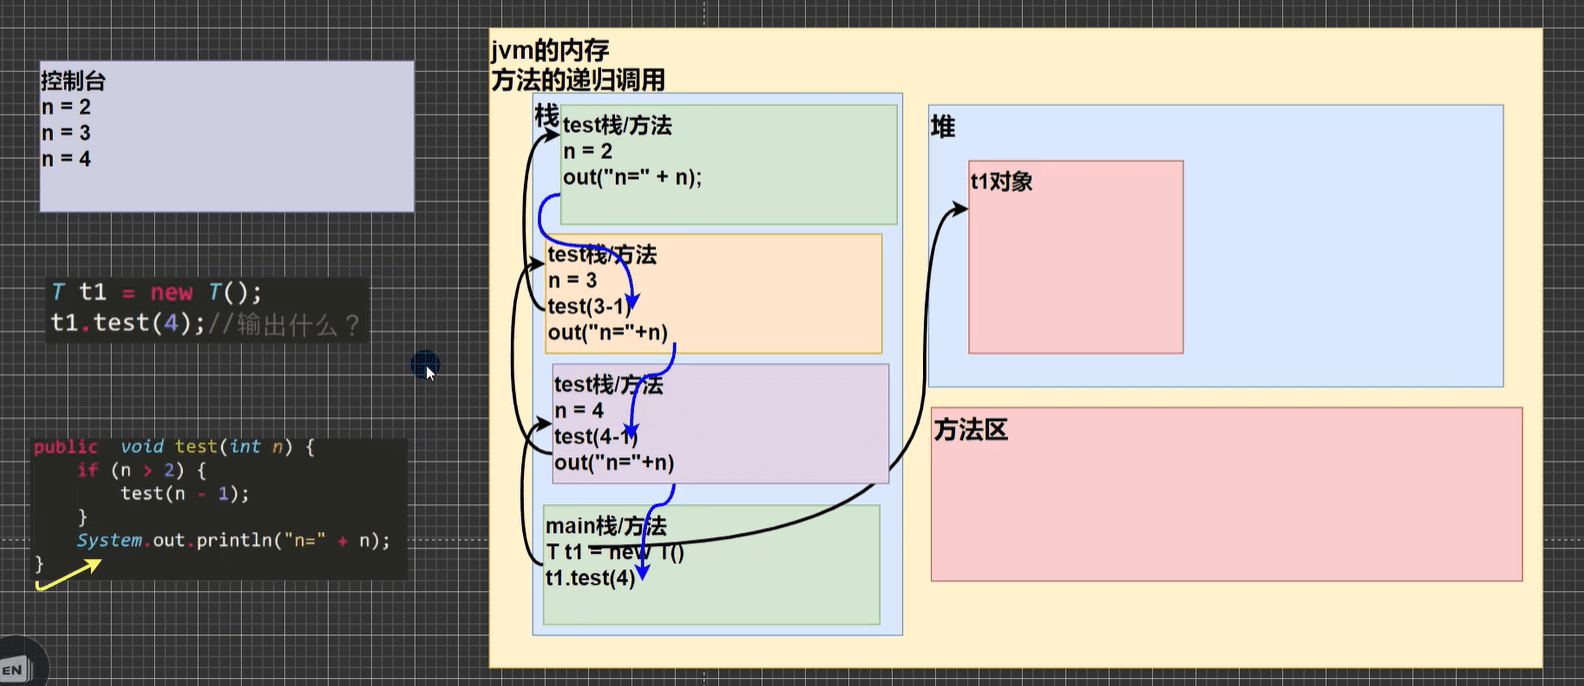 控制台
n = 2
n = 3
n = 4
T t1 = new T();
t1.test(4);//输出什么？
public  void test(int n) {
    if (n > 2) {
        test(n - 1);
    }
    System.out.println("n=" + n);
}
EN
jvm的内存
方法的递归调用
栈
test栈/方法
n = 2
out("n=" + n);
test栈/方法
n = 3
test(3-1)
out("n="+n)
test栈/方法
n = 4
test(4-1)
out("n="+n)
main栈/方法
T t1 = new T()
t1.test(4)
堆
t1对象
方法区